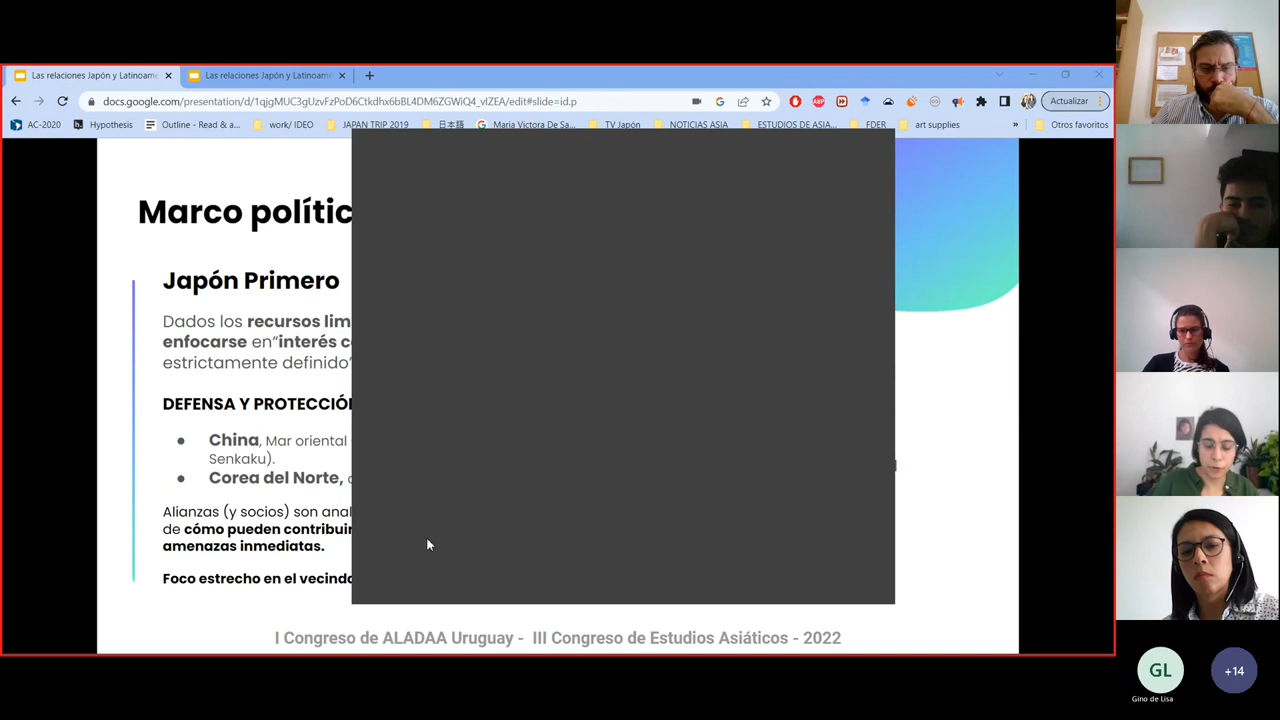 Las relaciones Japón y Latinoam
Las relaciones Japón y Latinoam
docs.google.com/presentation/d/1qjgMUC3gUzvFzPoD6Ctkdhx6bBL4DM6ZGWiQ4_vIZEA/edit#slide=id.p
Actualizar
AC-2020
Hypothesis
Outline - Read & a...
work/ IDEO
JAPAN TRIP 2019
日本語
Maria Victora De Sa...
TV Japón
NOTICIAS ASIA
ESTUDIOS DE ASIA...
FDER
art supplies
»
Otros favoritos
Marco polític
Japón Primero
Dados los recursos lim
enfocarse en“interés c
estrictamente definido”
DEFENSA Y PROTECCIÓN
● China, Mar oriental
Senkaku).
● Corea del Norte,
Alianzas (y socios) son anal
de cómo pueden contribuir
amenazas inmediatas.
Foco estrecho en el vecinda
I Congreso de ALADAA Uruguay - III Congreso de Estudios Asiáticos - 2022
GL
Gino de Lisa
+14